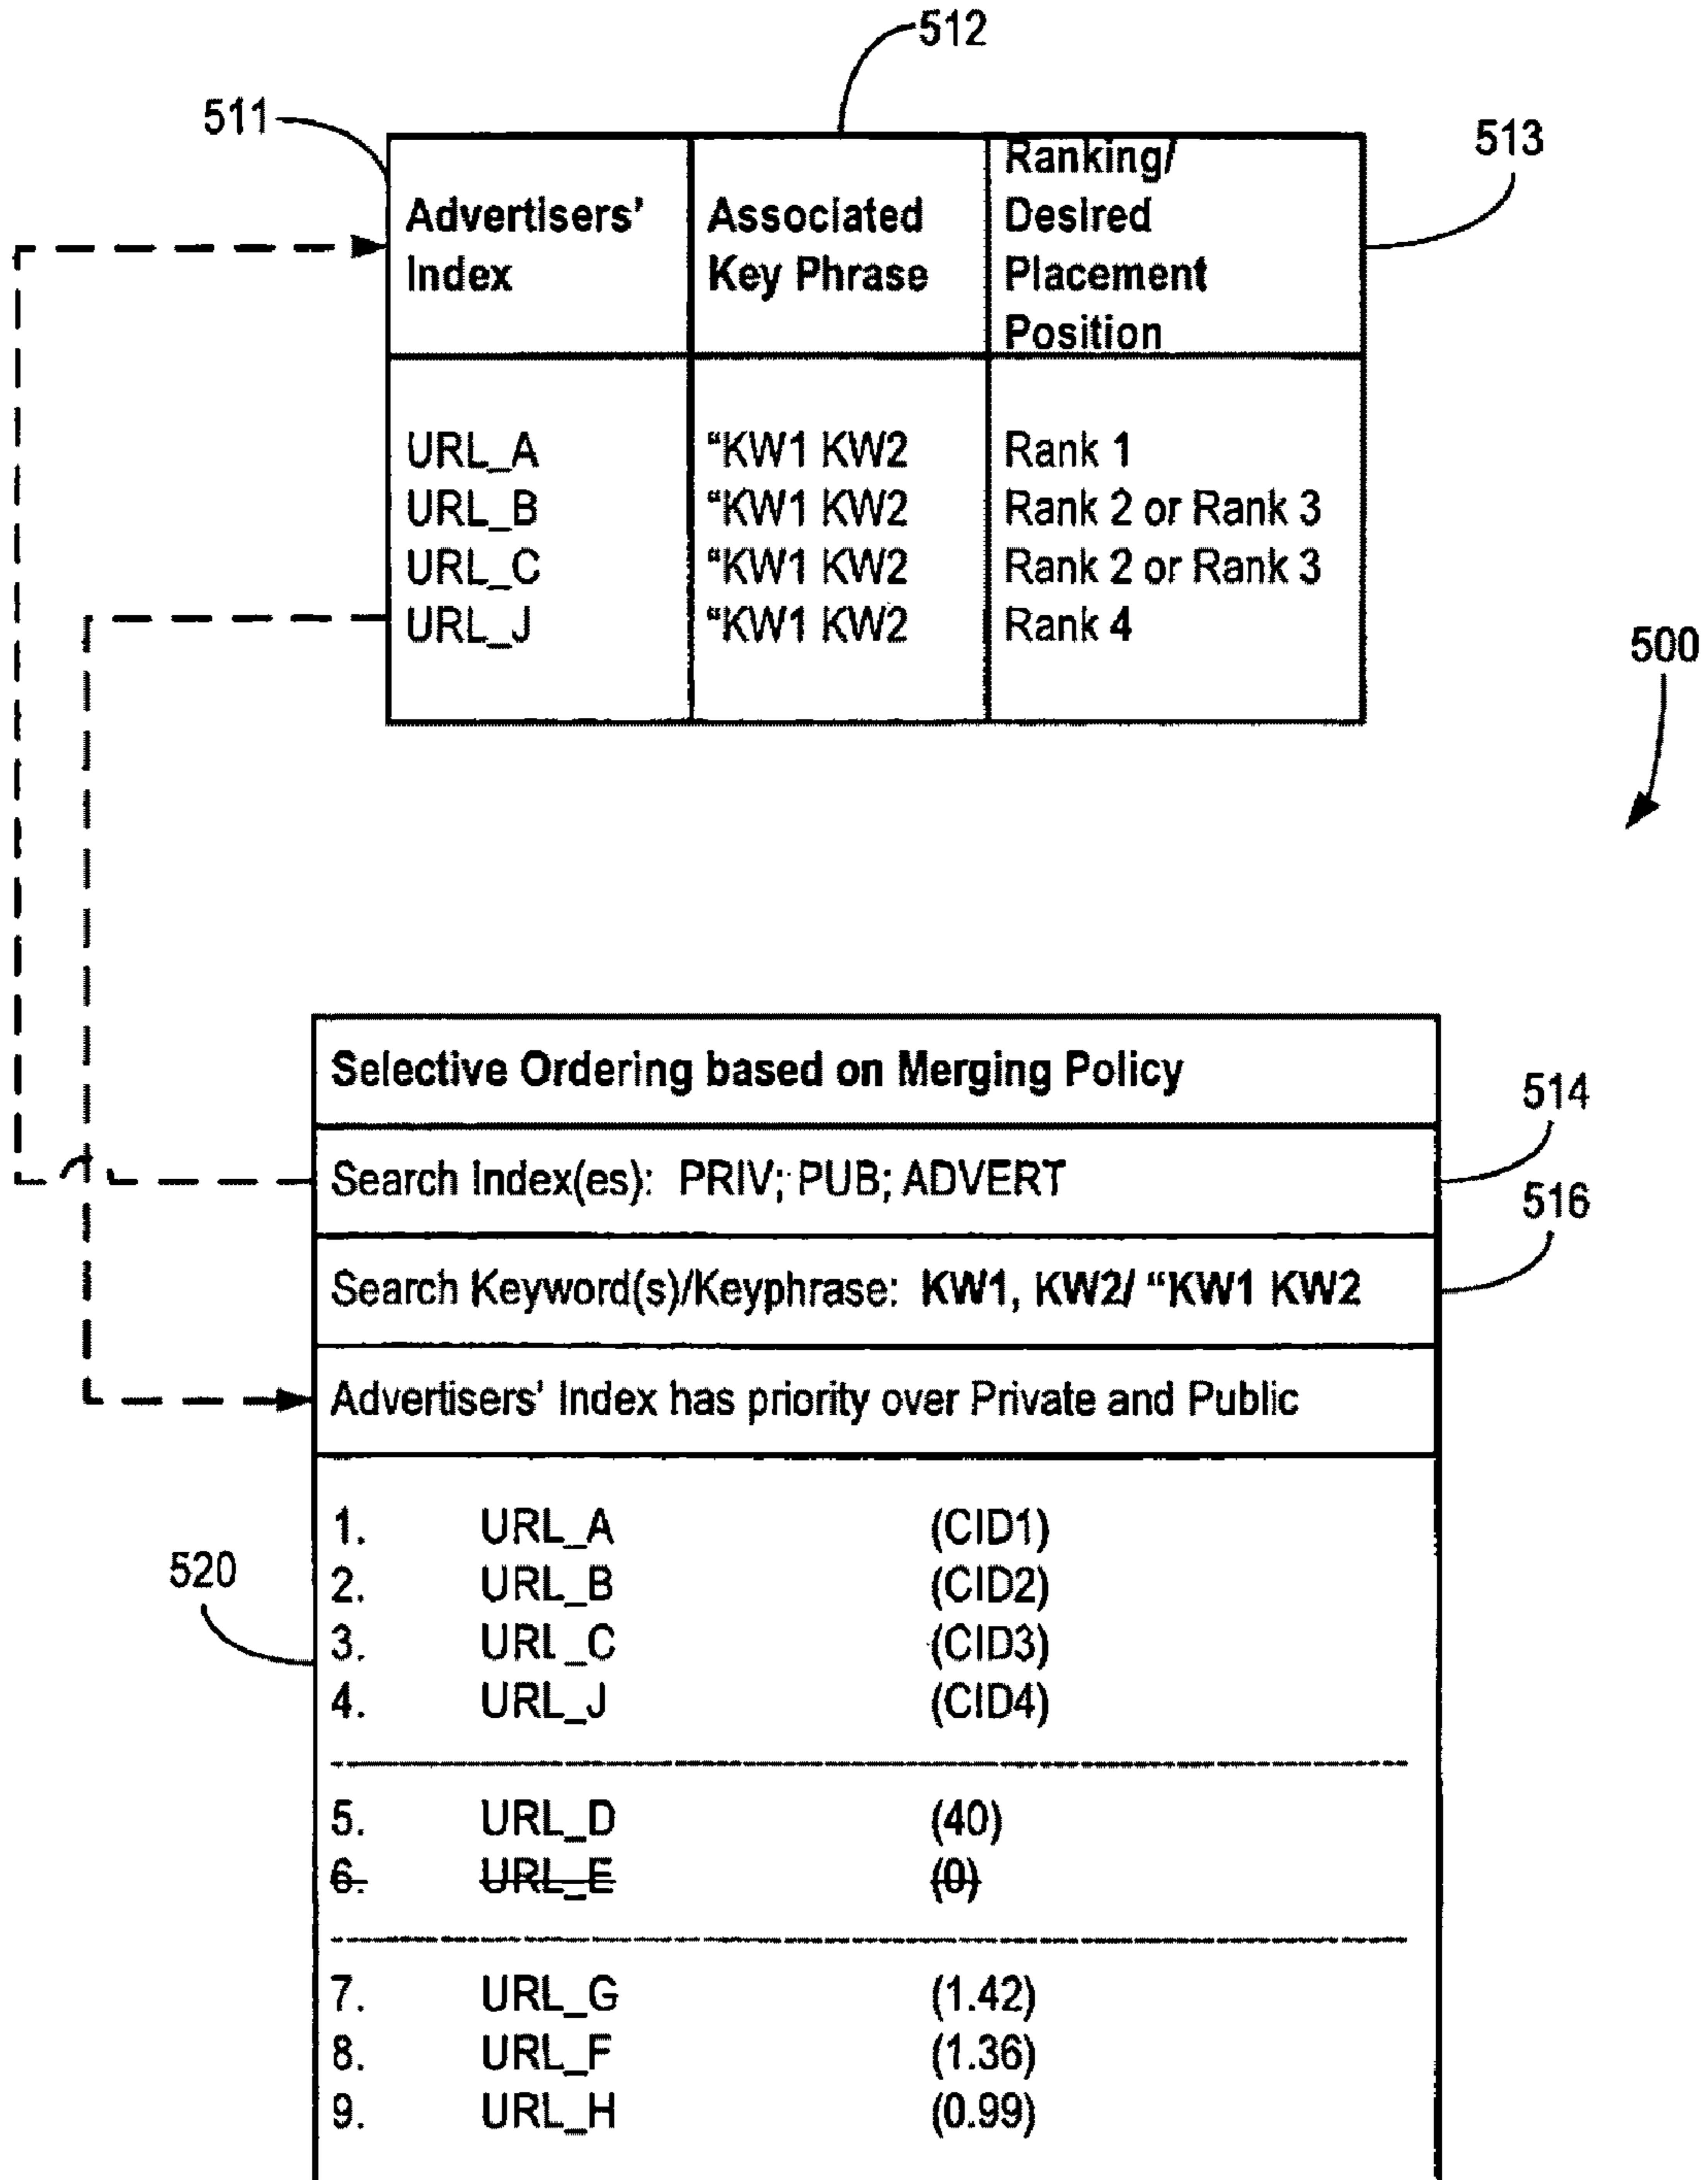 512
511
513
Advertisers' Index
Associated Key Phrase
Ranking/ Desired Placement Position
URL_A "KW1 KW2 Rank 1
URL_B "KW1 KW2 Rank 2 or Rank 3
URL_C "KW1 KW2 Rank 2 or Rank 3
URL_J "KW1 KW2 Rank 4
500
Selective Ordering based on Merging Policy
514
Search Index(es): PRIV; PUB; ADVERT
516
Search Keyword(s)/Keyphrase: KW1, KW2/ "KW1 KW2
Advertisers' Index has priority over Private and Public
520
1. URL_A (CID1)
2. URL_B (CID2)
3. URL_C (CID3)
4. URL_J (CID4)
5. URL_D (40)
6. URL_E (0)
7. URL_G (1.42)
8. URL_F (1.36)
9. URL_H (0.99)